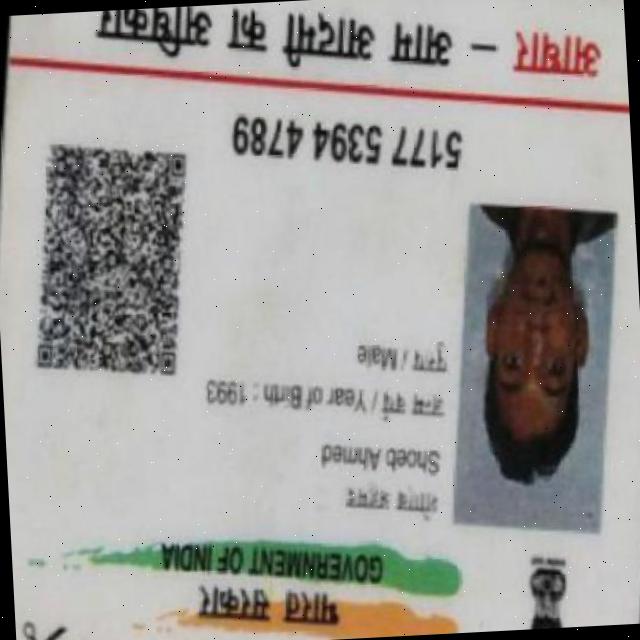 भारत सरकार
GOVERNMENT OF INDIA
शोएब अहमद
Shoeb Ahmed
जन्म वर्ष / Year of Birth : 1993
पुरुष / Male
5177 5394 4789
आधार — आम आदमी का अधिकार